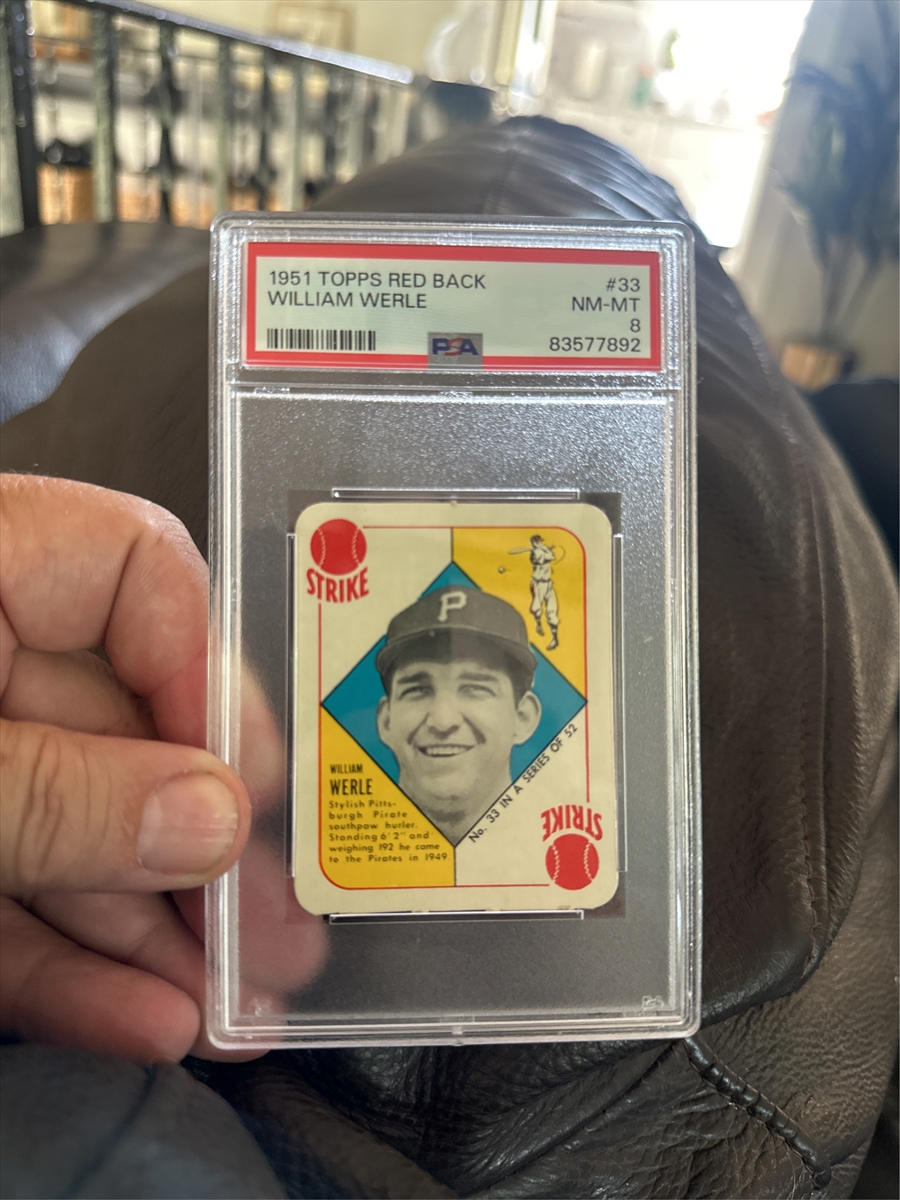 1951 TOPPS RED BACK
#33
WILLIAM WERLE
NM-MT
8
PSA
83577892
STRIKE
P
WILLIAM
WERLE
Stylish Pitts-
burgh Pirate
southpaw hurler.
Standing 6' 2" and
weighing 192 he came
to the Pirates in 1949.
No. 33 IN A SERIES OF 52
STRIKE